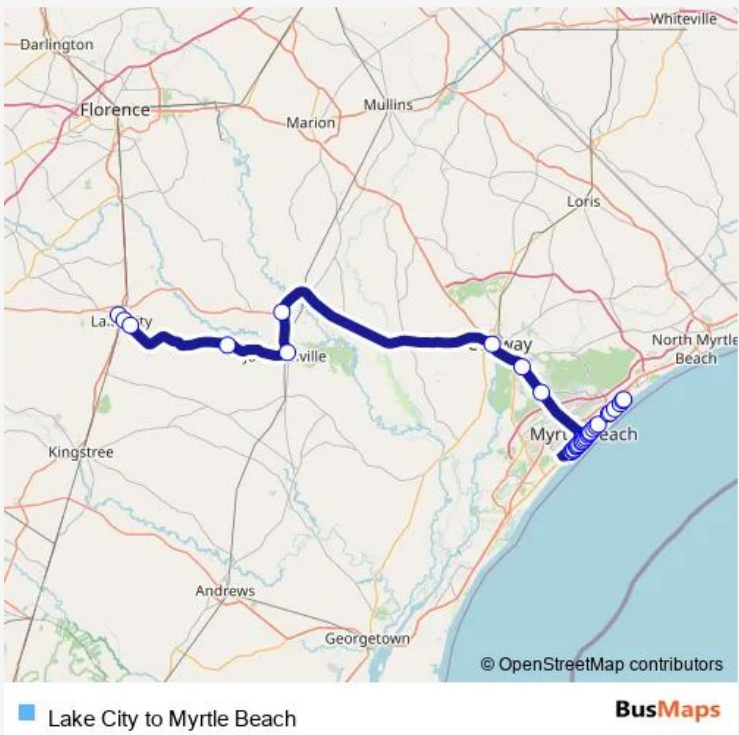 Whiteville
Darlington
Florence
Mullins
Marion
Loris
North Myrtle
Beach
Kingstree
Andrews
Georgetown
© OpenStreetMap contributors
Lake City to Myrtle Beach
BusMaps